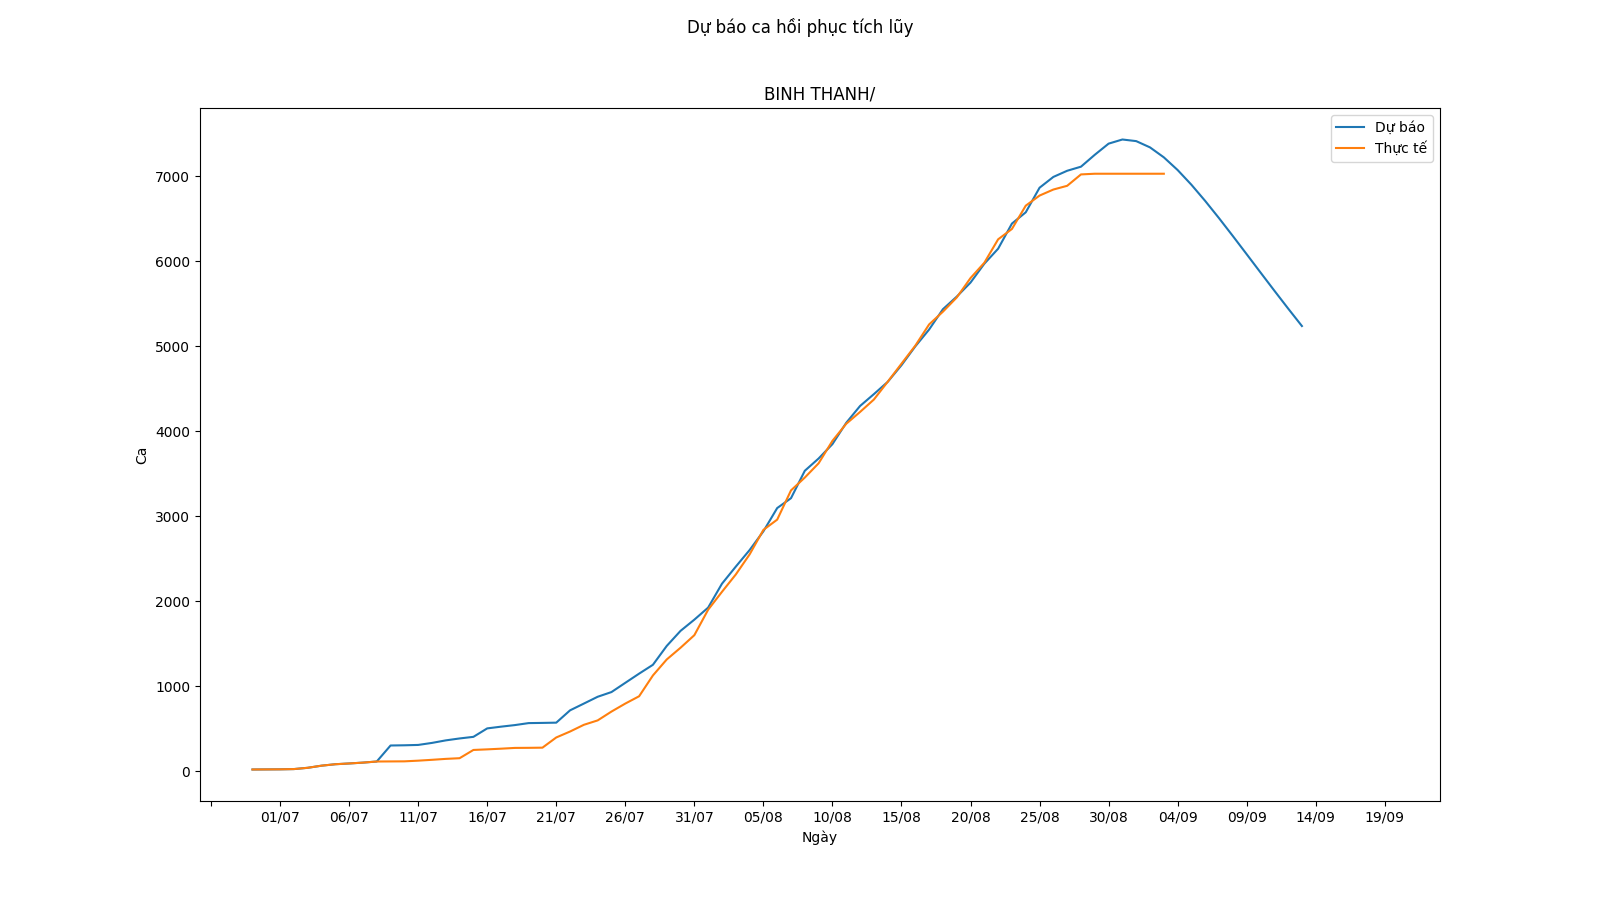 Dự báo ca hồi phục tích lũy
BINH THANH/
Dự báo
Thực tế
7000
6000
5000
4000
3000
2000
1000
0
Ca
01/07 06/07 11/07 16/07 21/07 26/07 31/07 05/08 10/08 15/08 20/08 25/08 30/08 04/09 09/09 14/09 19/09
Ngày